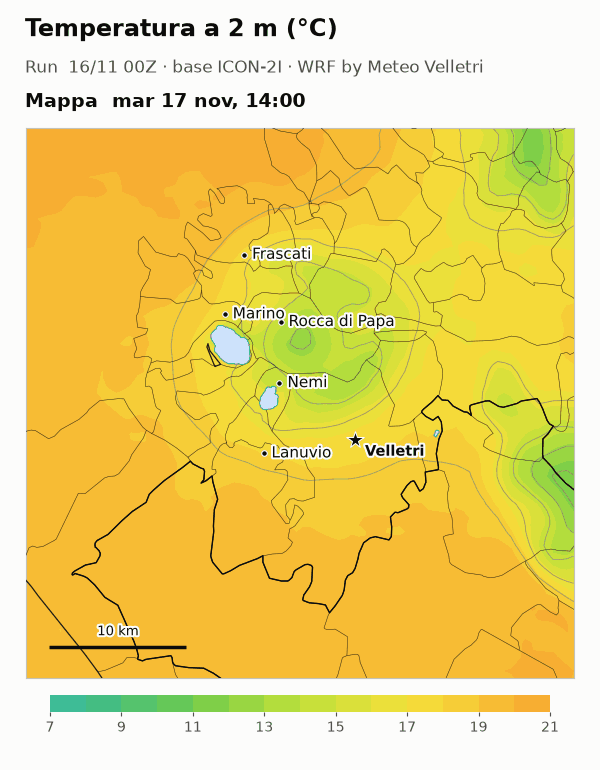 Temperatura a 2 m (°C)
Run  16/11 00Z · base ICON-2I · WRF by Meteo Velletri
Mappa  mar 17 nov, 14:00
Frascati
Marino
Rocca di Papa
Nemi
Velletri
Lanuvio
10 km
7 9 11 13 15 17 19 21